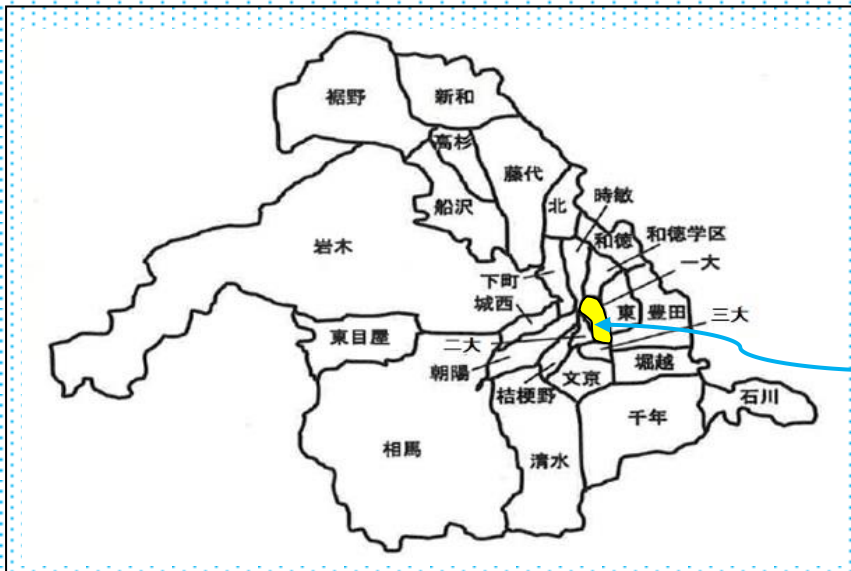 裾野
新和
高杉
藤代
時敏
北
船沢
和徳
和徳学区
岩木
一大
下町
城西
東
豊田
三大
東目屋
二大
朝陽
堀越
文京
桔梗野
石川
千年
相馬
清水